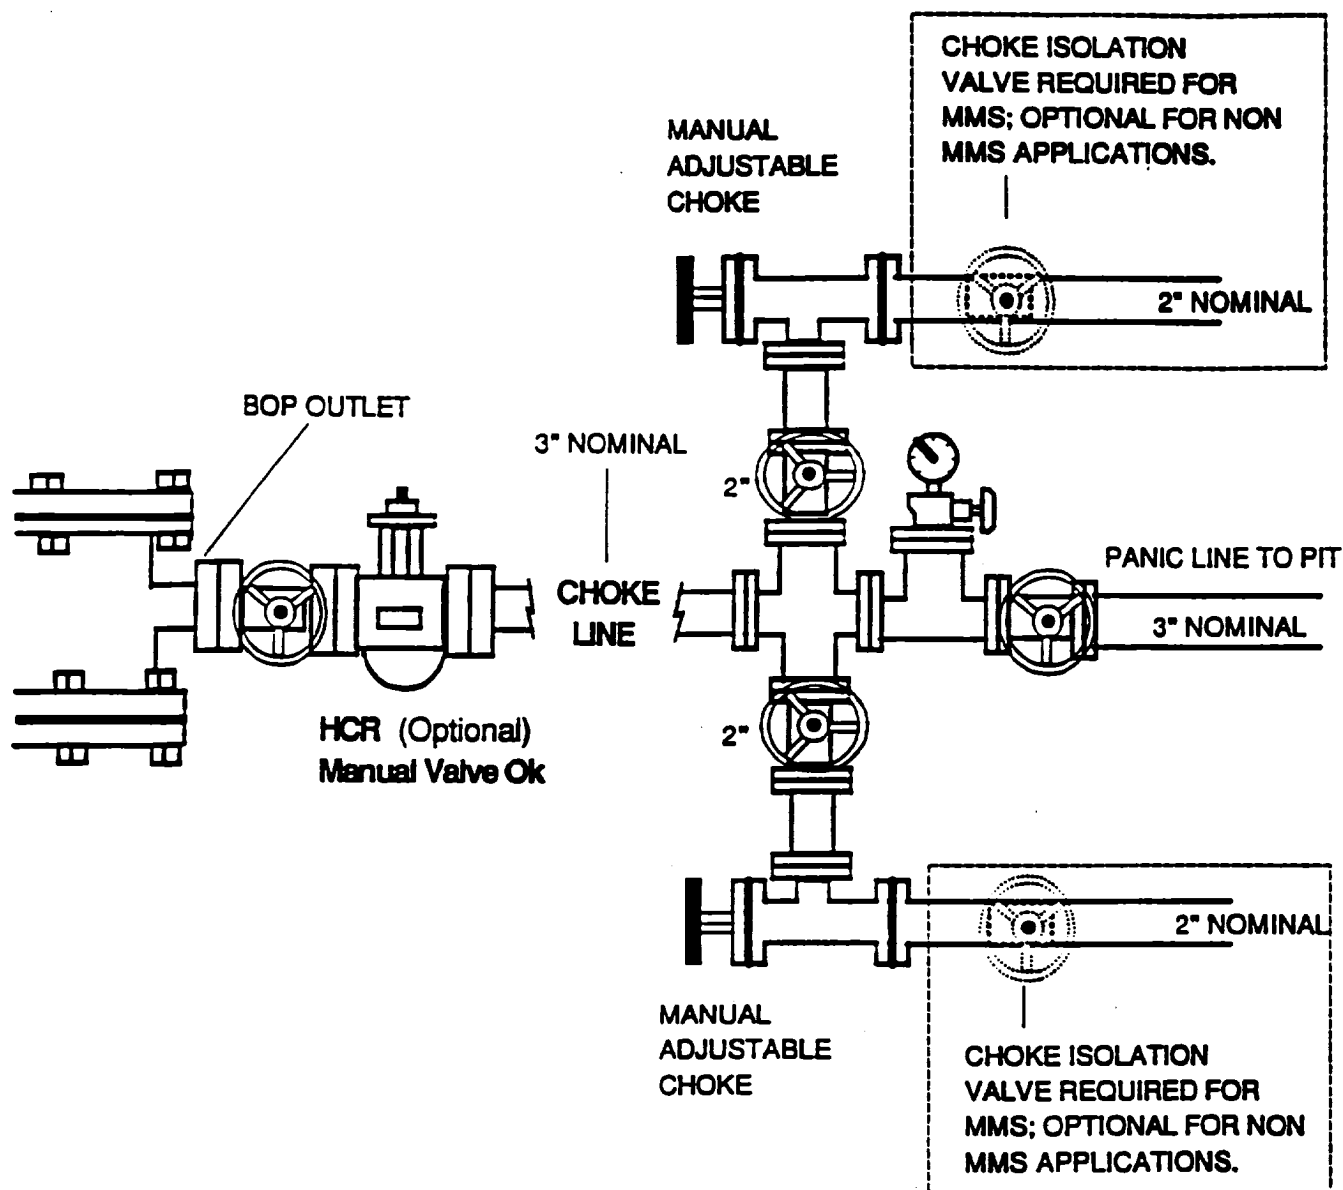 CHOKE ISOLATION
VALVE REQUIRED FOR
MMS; OPTIONAL FOR NON
MMS APPLICATIONS.
MANUAL
ADJUSTABLE
CHOKE
2" NOMINAL
BOP OUTLET
3" NOMINAL
2"
PANIC LINE TO PIT
CHOKE
LINE
3" NOMINAL
HCR (Optional)
Manual Valve Ok
2"
2" NOMINAL
MANUAL
ADJUSTABLE
CHOKE
CHOKE ISOLATION
VALVE REQUIRED FOR
MMS; OPTIONAL FOR NON
MMS APPLICATIONS.